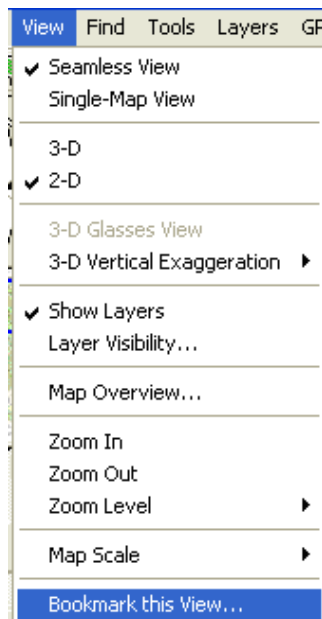 View Find Tools Layers
✔ Seamless View
Single-Map View
3-D
✔ 2-D
3-D Glasses View
3-D Vertical Exaggeration
✔ Show Layers
Layer Visibility...
Map Overview...
Zoom In
Zoom Out
Zoom Level
Map Scale
Bookmark this View...